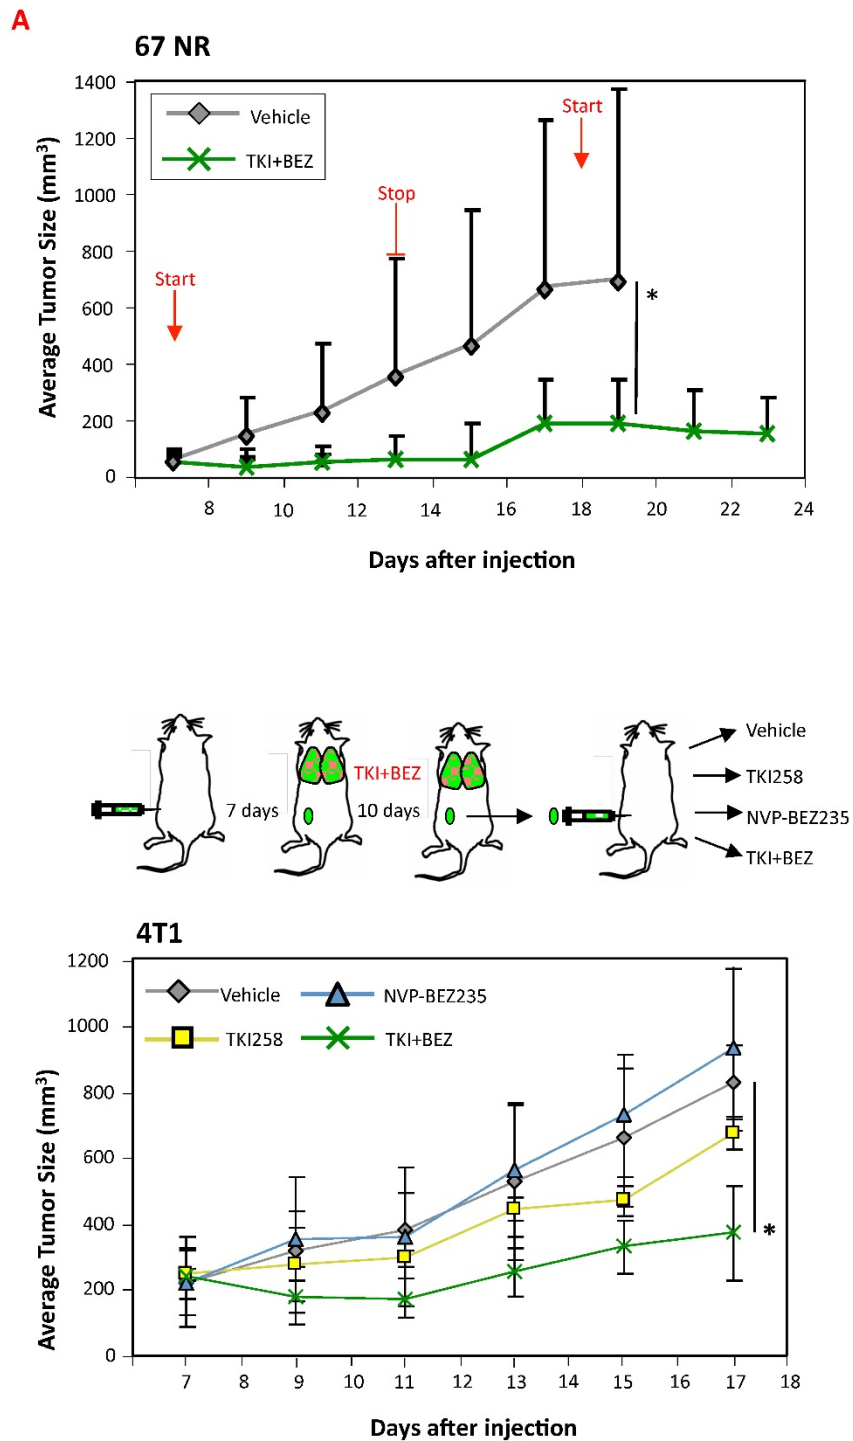 A
67 NR
1400
1200
1000
800
600
400
200
0
Average Tumor Size (mm³)
Vehicle
TKI+BEZ
Start
Stop
Start
*
8 10 12 14 16 18 20 22 24
Days after injection
7 days
TKI+BEZ
10 days
Vehicle
TKI258
NVP-BEZ235
TKI+BEZ
4T1
1200
1000
800
600
400
200
0
Average Tumor Size (mm³)
Vehicle NVP-BEZ235
TKI258 TKI+BEZ
*
7 8 9 10 11 12 13 14 15 16 17 18
Days after injection